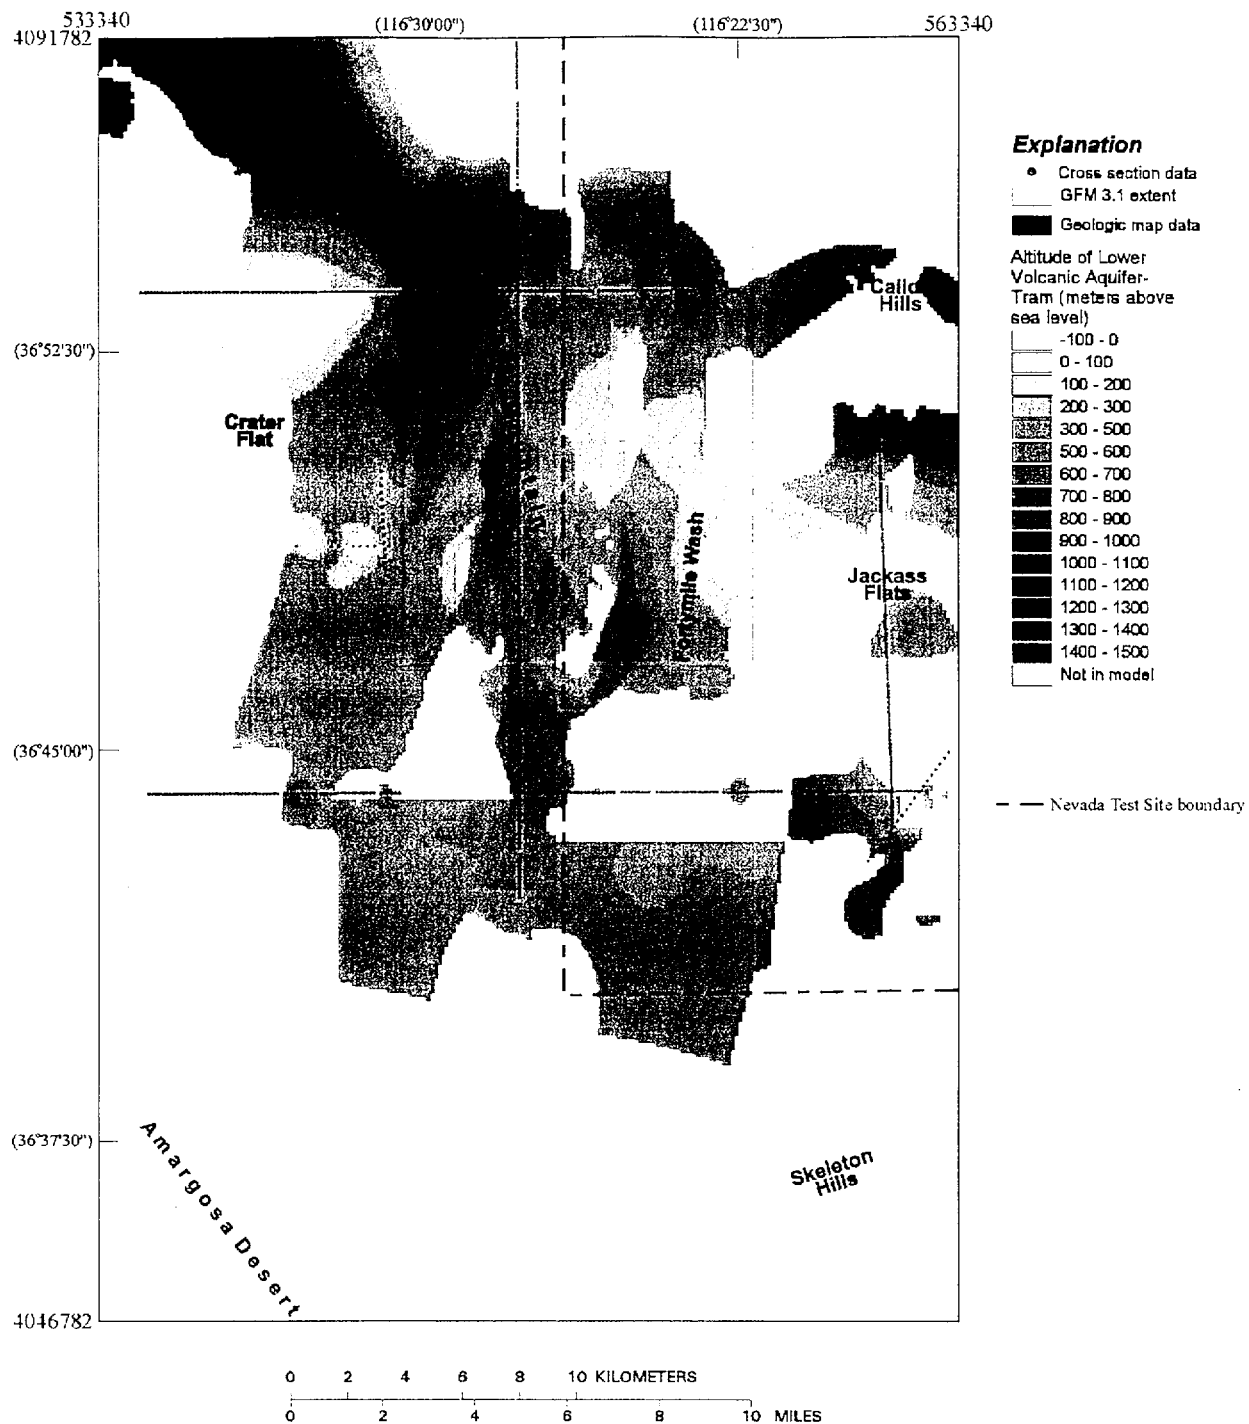 533340
(116°30'00")
(116°22'30")
563340
4091782
Explanation
Cross section data
GFM 3.1 extent
Geologic map data
Altitude of Lower
Volcanic Aquifer-
Tram (meters above
sea level)
-100 - 0
0 - 100
100 - 200
200 - 300
300 - 500
500 - 600
600 - 700
700 - 800
800 - 900
900 - 1000
1000 - 1100
1100 - 1200
1200 - 1300
1300 - 1400
1400 - 1500
Not in model
Nevada Test Site boundary
Hills
(36°52'30")
Crater
Flat
Fortymile Wash
Jackass
Flats
(36°45'00")
(36°37'30")
Amargosa Desert
Skeleton
Hills
4046782
0 2 4 6 8 10 KILOMETERS
0 2 4 6 8 10 MILES